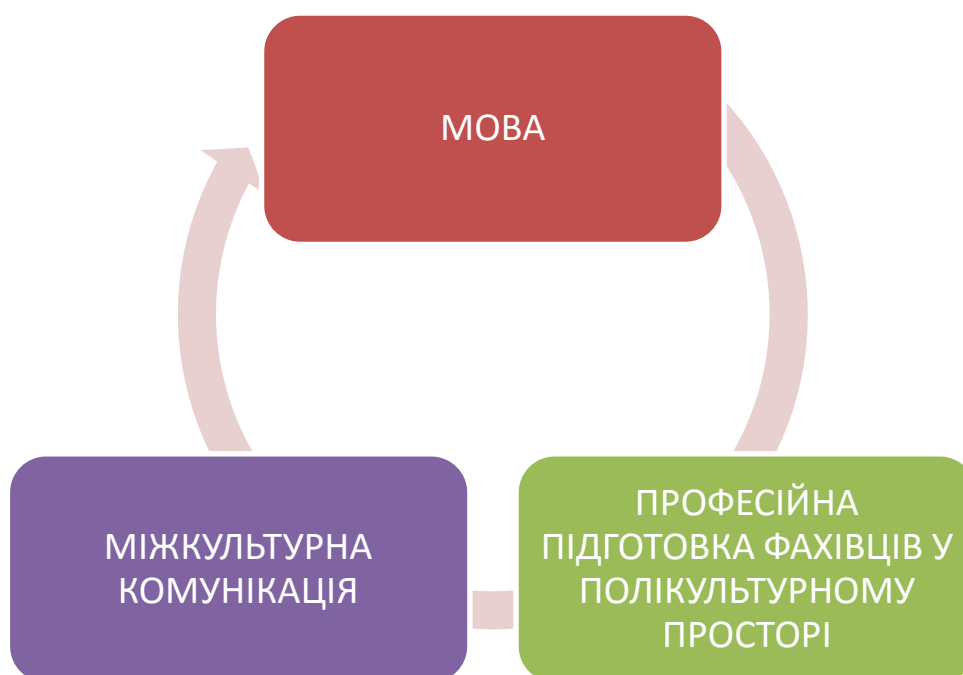 МОВА
МІЖКУЛЬТУРНА
КОМУНІКАЦІЯ
ПРОФЕСІЙНА
ПІДГОТОВКА ФАХІВЦІВ У
ПОЛІКУЛЬТУРНОМУ
ПРОСТОРІ